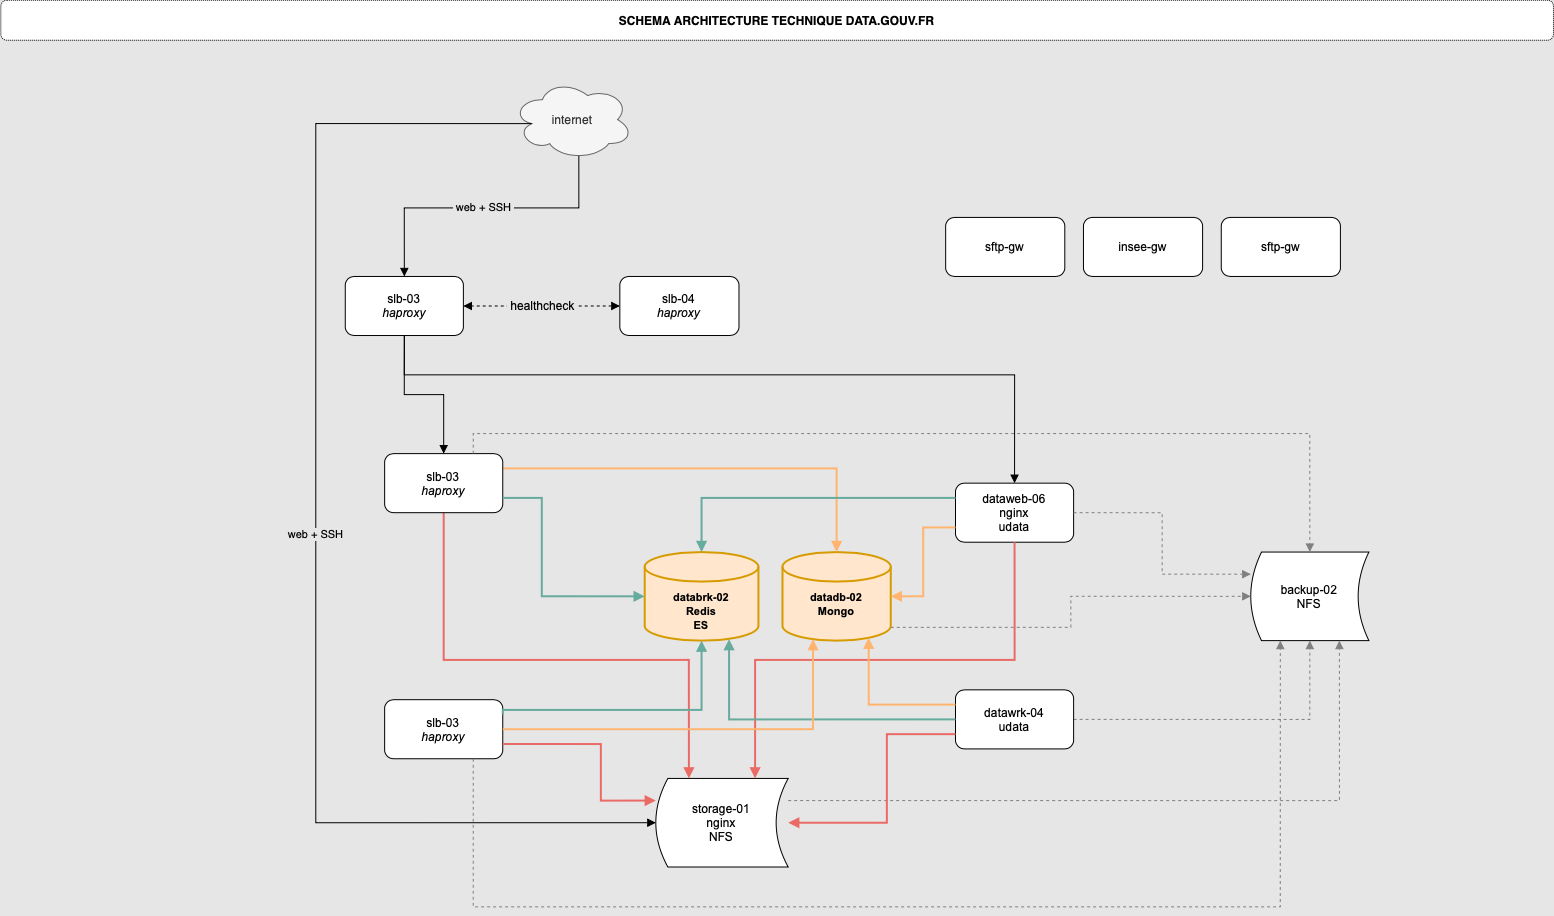 SCHEMA ARCHITECTURE TECHNIQUE DATA.GOUV.FR
internet
web + SSH
sftp-gw
insee-gw
sftp-gw
slb-03
haproxy
healthcheck
slb-04
haproxy
slb-03
haproxy
dataweb-06
nginx
udata
web + SSH
databrk-02
Redis
ES
datadb-02
Mongo
backup-02
NFS
slb-03
haproxy
datawrk-04
udata
storage-01
nginx
NFS